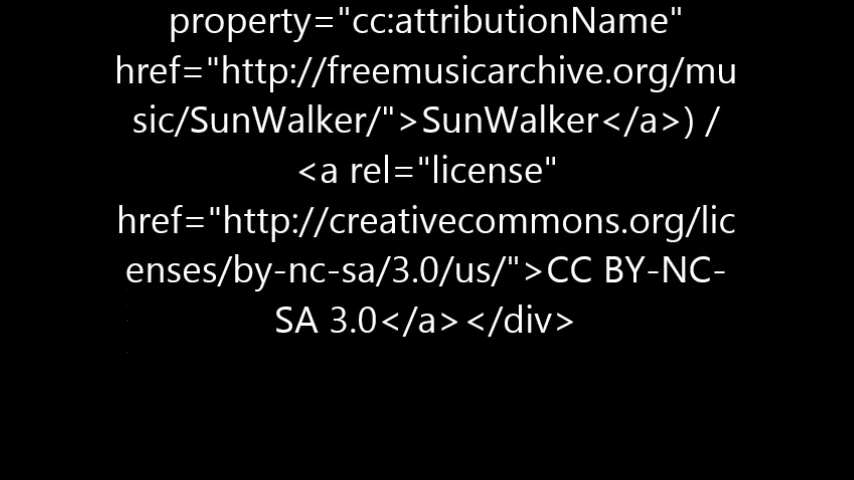 property="cc:attributionName"
href="http://freemusicarchive.org/mu
sic/SunWalker/">SunWalker</a>) /
<a rel="license"
href="http://creativecommons.org/lic
enses/by-nc-sa/3.0/us/">CC BY-NC-
SA 3.0</a></div>